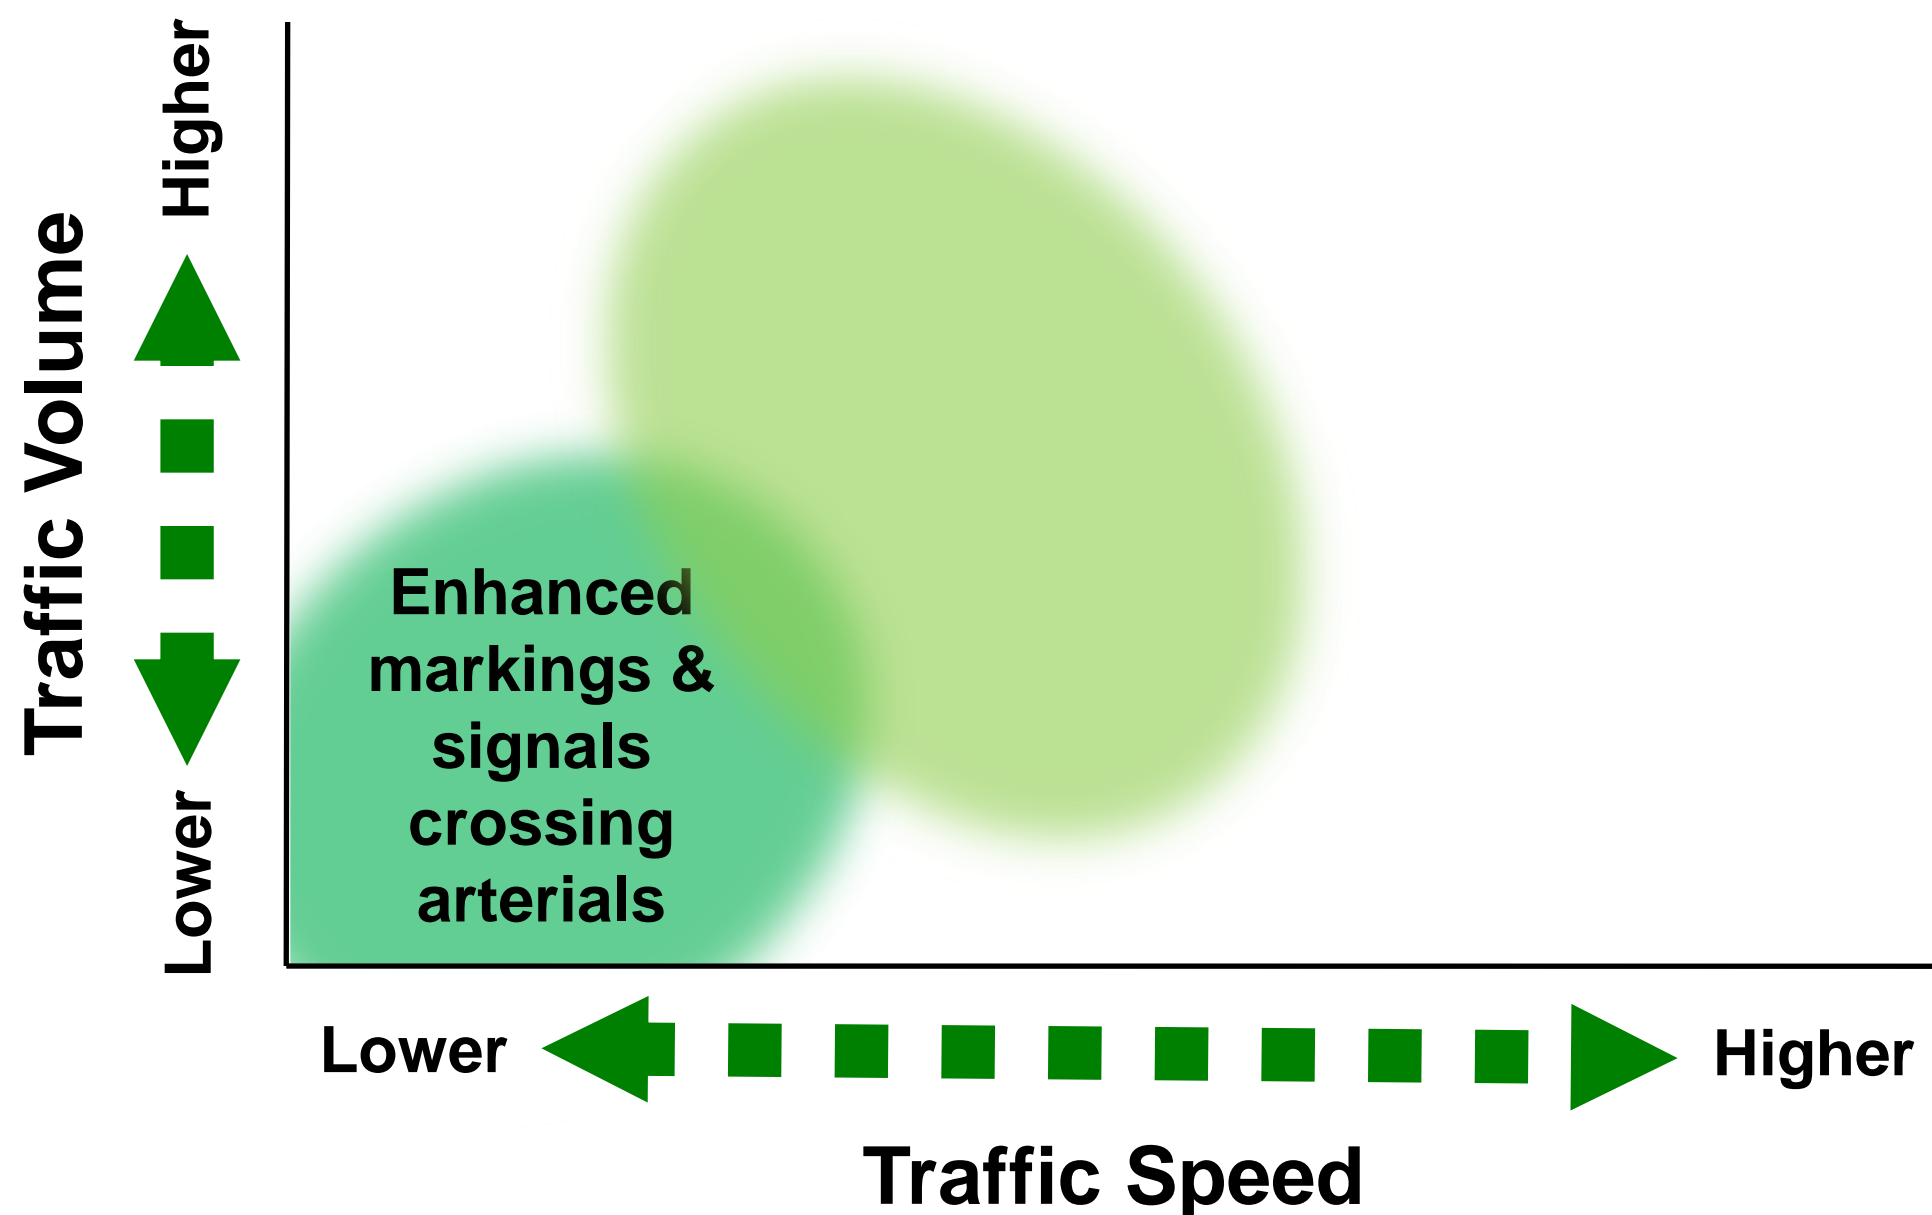 Higher
Traffic Volume
Lower
Enhanced
markings &
signals
crossing
arterials
Lower
Higher
Traffic Speed